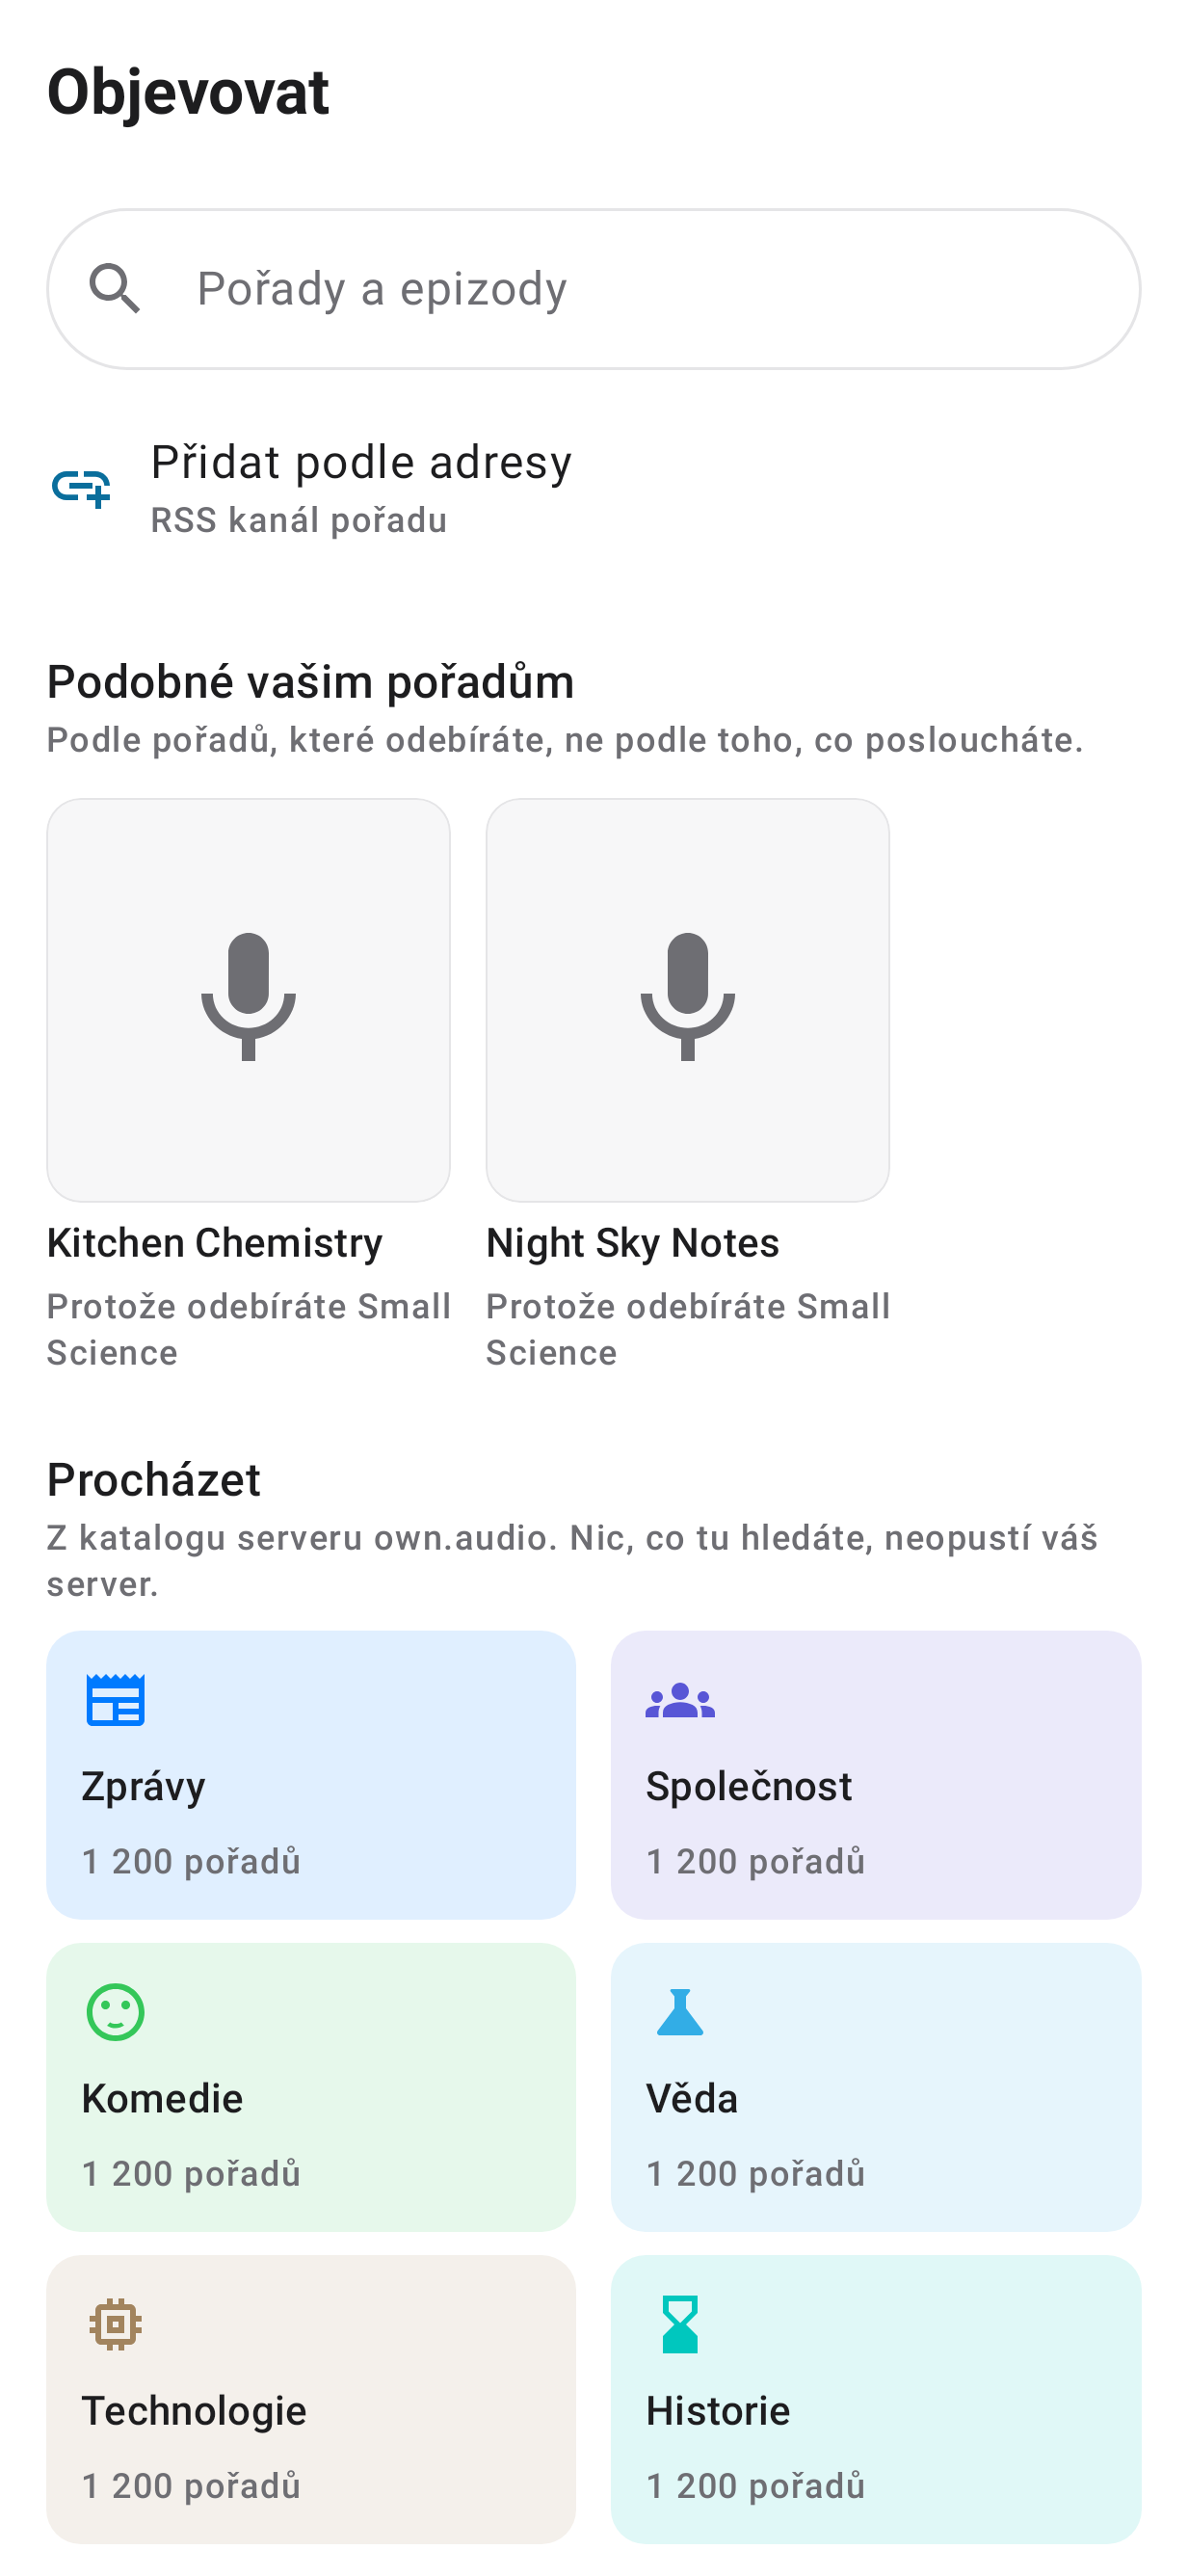 Objevovat
Pořady a epizody
Přidat podle adresy
RSS kanál pořadu
Podobné vašim pořadům
Podle pořadů, které odebíráte, ne podle toho, co posloucháte.
Kitchen Chemistry
Protože odebíráte Small
Science
Night Sky Notes
Protože odebíráte Small
Science
Procházet
Z katalogu serveru own.audio. Nic, co tu hledáte, neopustí váš
server.
Zprávy
1 200 pořadů
Společnost
1 200 pořadů
Komedie
1 200 pořadů
Věda
1 200 pořadů
Technologie
1 200 pořadů
Historie
1 200 pořadů